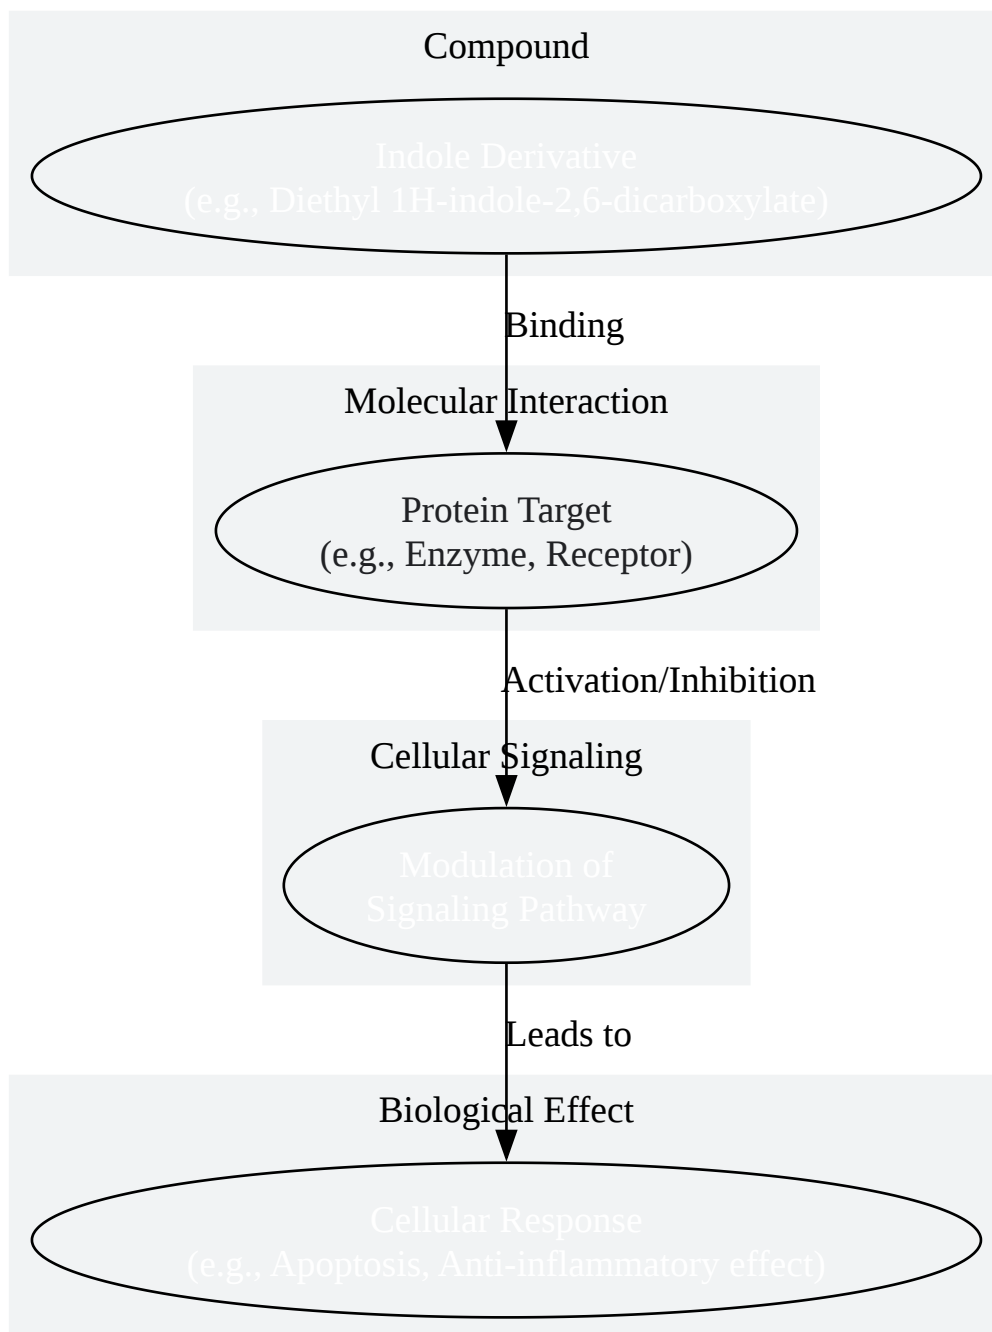 Compound
Indole Derivative
(e.g., Diethyl 1H-indole-2,6-dicarboxylate)
Binding
Molecular Interaction
Protein Target
(e.g., Enzyme, Receptor)
Activation/Inhibition
Cellular Signaling
Modulation of
Signaling Pathway
Leads to
Biological Effect
Cellular Response
(e.g., Apoptosis, Anti-inflammatory effect)